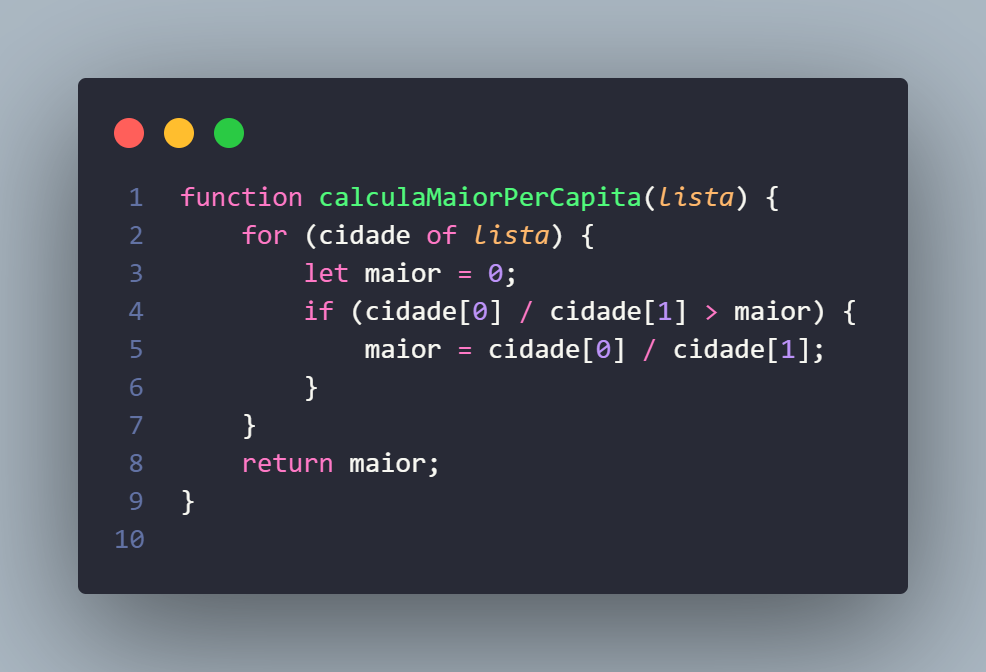 1 function calculaMaiorPerCapita(lista) {
2     for (cidade of lista) {
3         let maior = 0;
4         if (cidade[0] / cidade[1] > maior) {
5             maior = cidade[0] / cidade[1];
6         }
7     }
8     return maior;
9 }
10